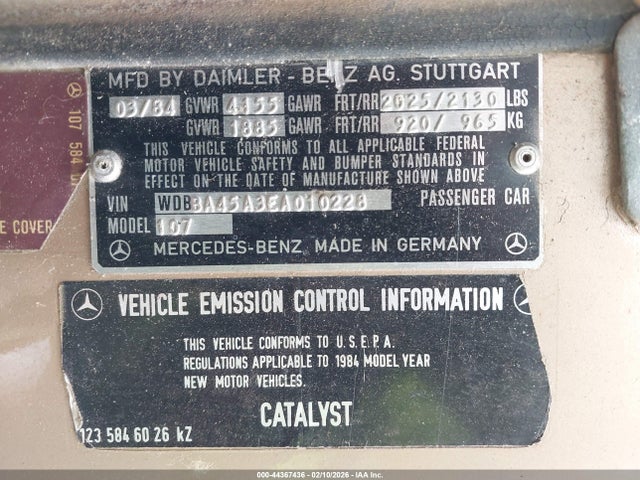 MFD BY DAIMLER - BENZ AG. STUTTGART
03/84 GVWR 4155 GAWR FRT/RR 2025/2130 LBS
GVWR 1885 GAWR FRT/RR 920/ 965 KG
THIS VEHICLE CONFORMS TO ALL APPLICABLE FEDERAL
MOTOR VEHICLE SAFETY AND BUMPER STANDARDS IN
EFFECT ON THE DATE OF MANUFACTURE SHOWN ABOVE
VIN WDBBA45A3EA010228 PASSENGER CAR
MODEL 107
MERCEDES-BENZ MADE IN GERMANY
107 584
E COVER
VEHICLE EMISSION CONTROL INFORMATION
THIS VEHICLE CONFORMS TO U.S.E.P.A.
REGULATIONS APPLICABLE TO 1984 MODEL YEAR
NEW MOTOR VEHICLES.
CATALYST
123 584 60 26 kZ
000-44367436 - 02/10/2026 - IAA, Inc.